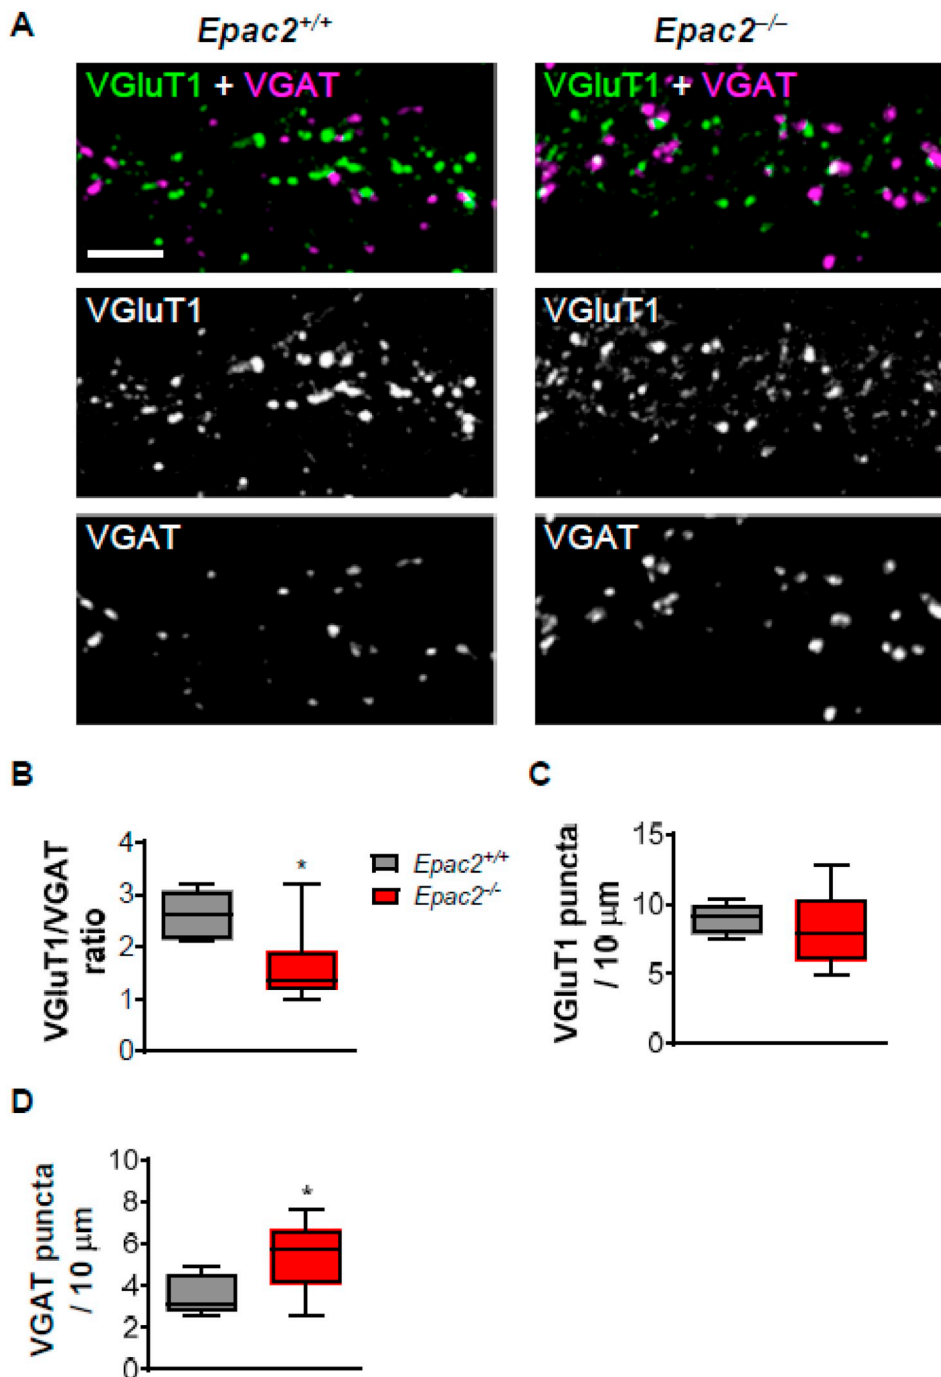 A
Epac2+/+
Epac2–/–
VGluT1 + VGAT
VGluT1 + VGAT
VGluT1
VGluT1
VGAT
VGAT
B
VGluT1/VGAT
ratio
4
3
2
1
0
*
Epac2+/+
Epac2-/-
C
VGluT1 puncta
/ 10 µm
15
10
5
0
D
VGAT puncta
/ 10 µm
10
8
6
4
2
0
*